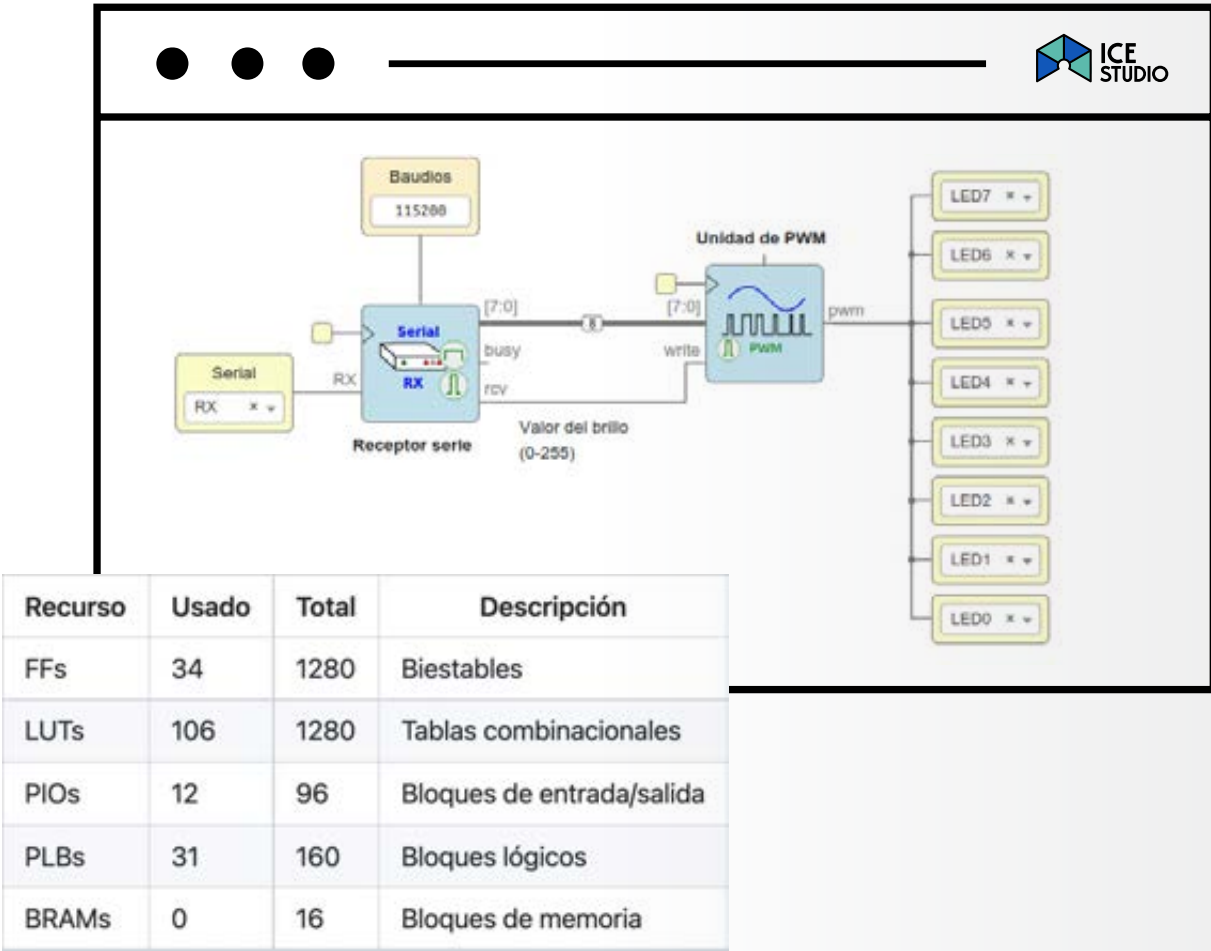 ICE
STUDIO
Baudios
115200
Unidad de PWM
Serial
RX
RX
Serial
RX
[7:0]
busy
rcv
8
[7:0]
write
PWM
pwm
Receptor serie
Valor del brillo
(0-255)
LED7
LED6
LED5
LED4
LED3
LED2
LED1
LED0
Recurso Usado Total Descripción
FFs 34 1280 Biestables
LUTs 106 1280 Tablas combinacionales
PIOs 12 96 Bloques de entrada/salida
PLBs 31 160 Bloques lógicos
BRAMs 0 16 Bloques de memoria